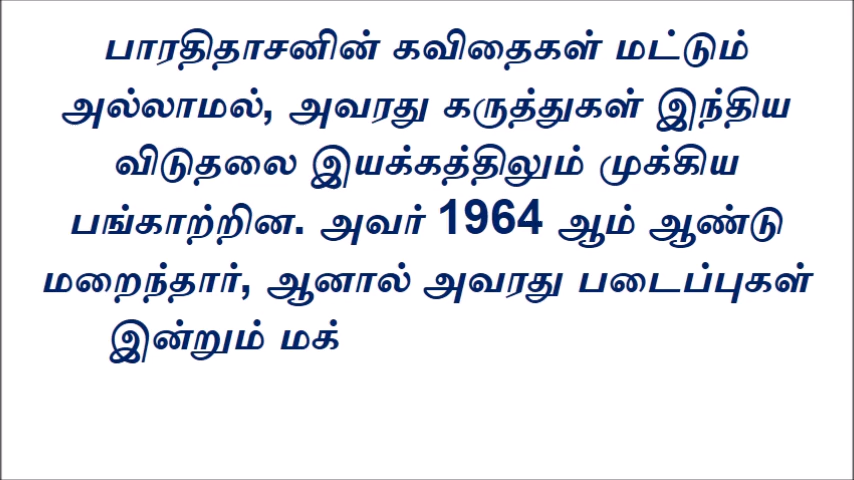 பாரதிதாசனின் கவிதைகள் மட்டும்
அல்லாமல், அவரது கருத்துகள் இந்திய
விடுதலை இயக்கத்திலும் முக்கிய
பங்காற்றின. அவர் 1964 ஆம் ஆண்டு
மறைந்தார், ஆனால் அவரது படைப்புகள்
இன்றும் மக்